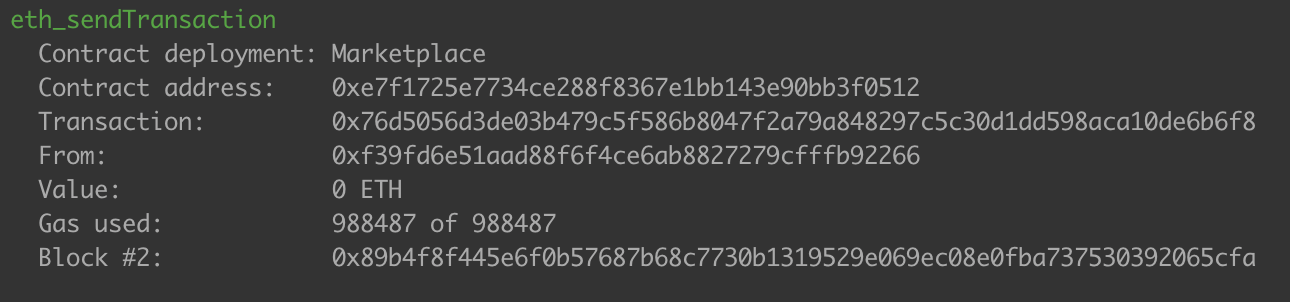 eth_sendTransaction
Contract deployment: Marketplace
Contract address: 0xe7f1725e7734ce288f8367e1bb143e90bb3f0512
Transaction: 0x76d5056d3de03b479c5f586b8047f2a79a848297c5c30d1dd598aca10de6b6f8
From: 0xf39fd6e51aad88f6f4ce6ab8827279cfffb92266
Value: 0 ETH
Gas used: 988487 of 988487
Block #2: 0x89b4f8f445e6f0b57687b68c7730b1319529e069ec08e0fba737530392065cfa